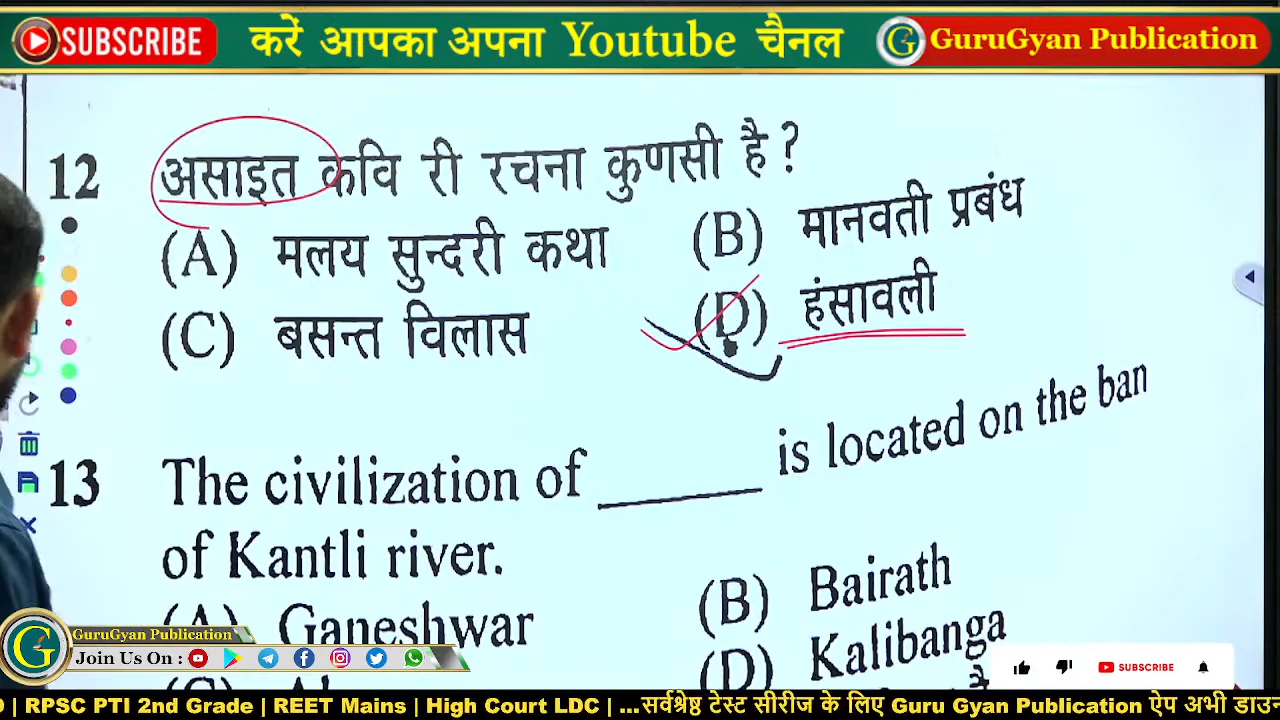 SUBSCRIBE करें आपका अपना Youtube चैनल GuruGyan Publication
12 असाइत कवि री रचना कुणसी है ?
(A) मलय सुन्दरी कथा (B) मानवती प्रबंध
(C) बसन्त विलास (D) हंसावली
13 The civilization of ______ is located on the ban
of Kantli river.
(A) Ganeshwar (B) Bairath
(D) Kalibanga
GuruGyan Publication
Join Us On :
SUBSCRIBE
| RPSC PTI 2nd Grade | REET Mains | High Court LDC | ...सर्वश्रेष्ठ टेस्ट सीरीज के लिए Guru Gyan Publication ऐप अभी डाउन